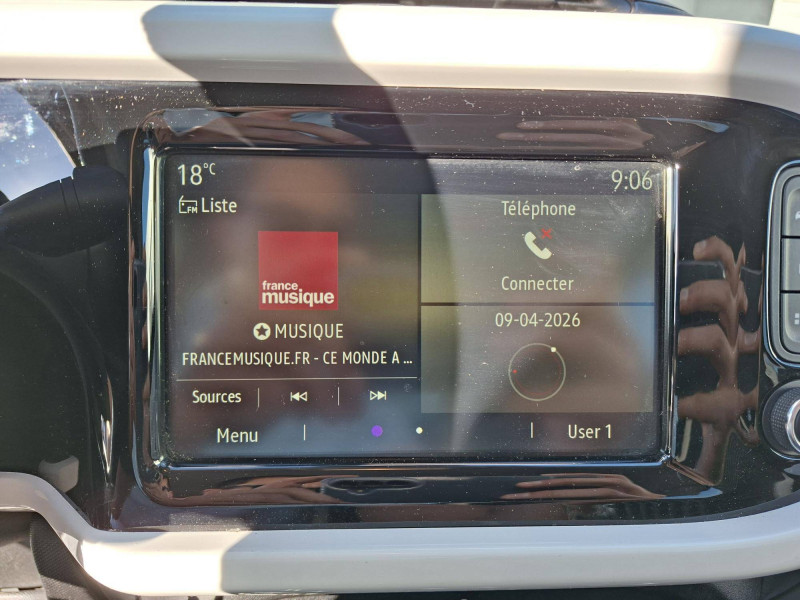 18°C
9:06
FM Liste
france
musique
MUSIQUE
FRANCEMUSIQUE.FR - CE MONDE A ...
Sources
Téléphone
Connecter
09-04-2026
Menu
User 1